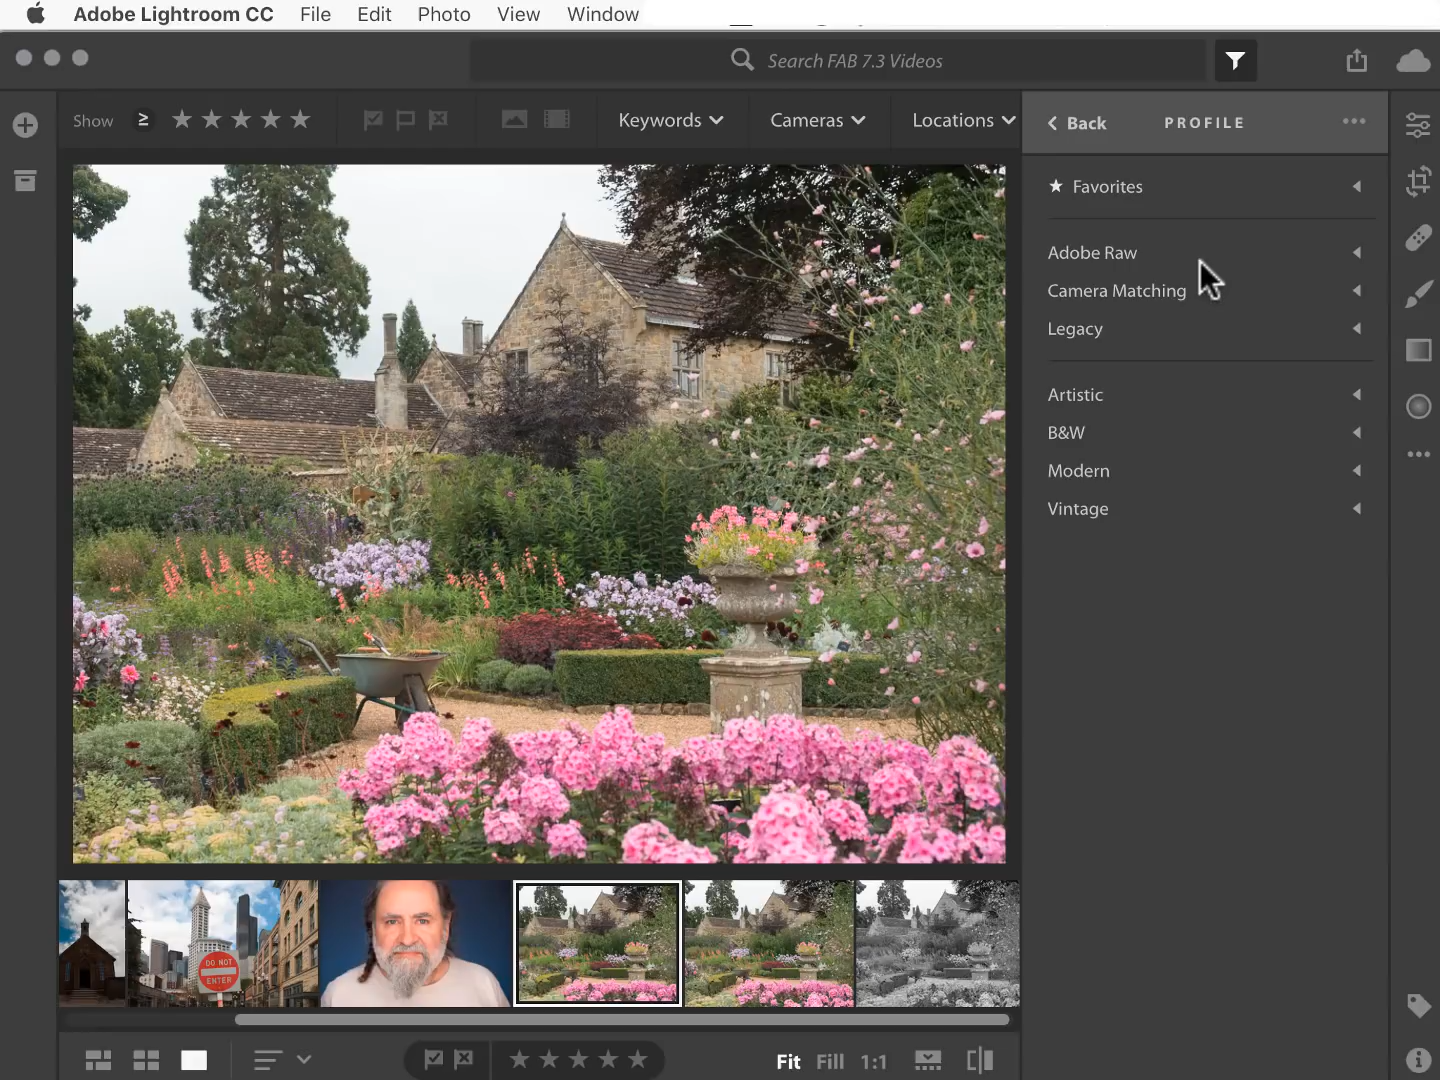 Adobe Lightroom CC File Edit Photo View Window
Search FAB 7.3 Videos
Show ≥ Keywords Cameras Locations
Back PROFILE
Favorites
Adobe Raw
Camera Matching
Legacy
Artistic
B&W
Modern
Vintage
DO NOT
ENTER
Fit Fill 1:1